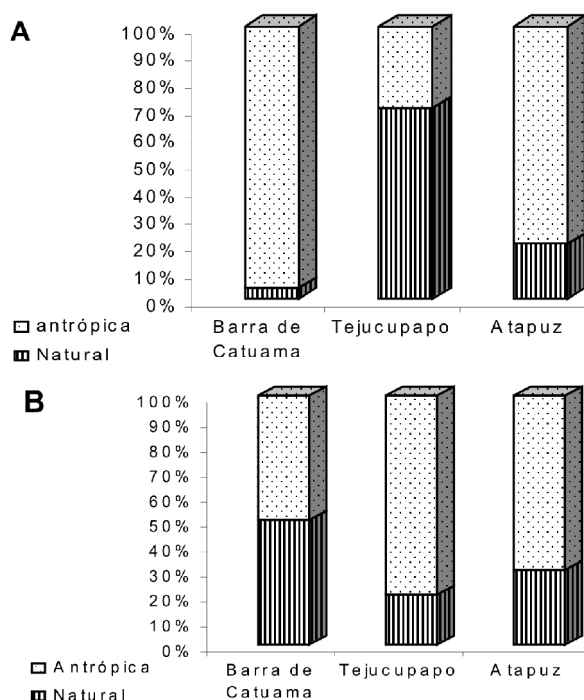 A
100%
90%
80%
70%
60%
50%
40%
30%
20%
10%
0%
antrópica
Natural
Barra de
Catuama
Tejucupapo
Atapuz
B
100%
90%
80%
70%
60%
50%
40%
30%
20%
10%
0%
Antrópica
Natural
Barra de
Catuama
Tejucupapo
Atapuz